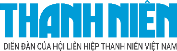 THANH NIÊN
DIỄN ĐÀN CỦA HỘI LIÊN HIỆP THANH NIÊN VIỆT NAM